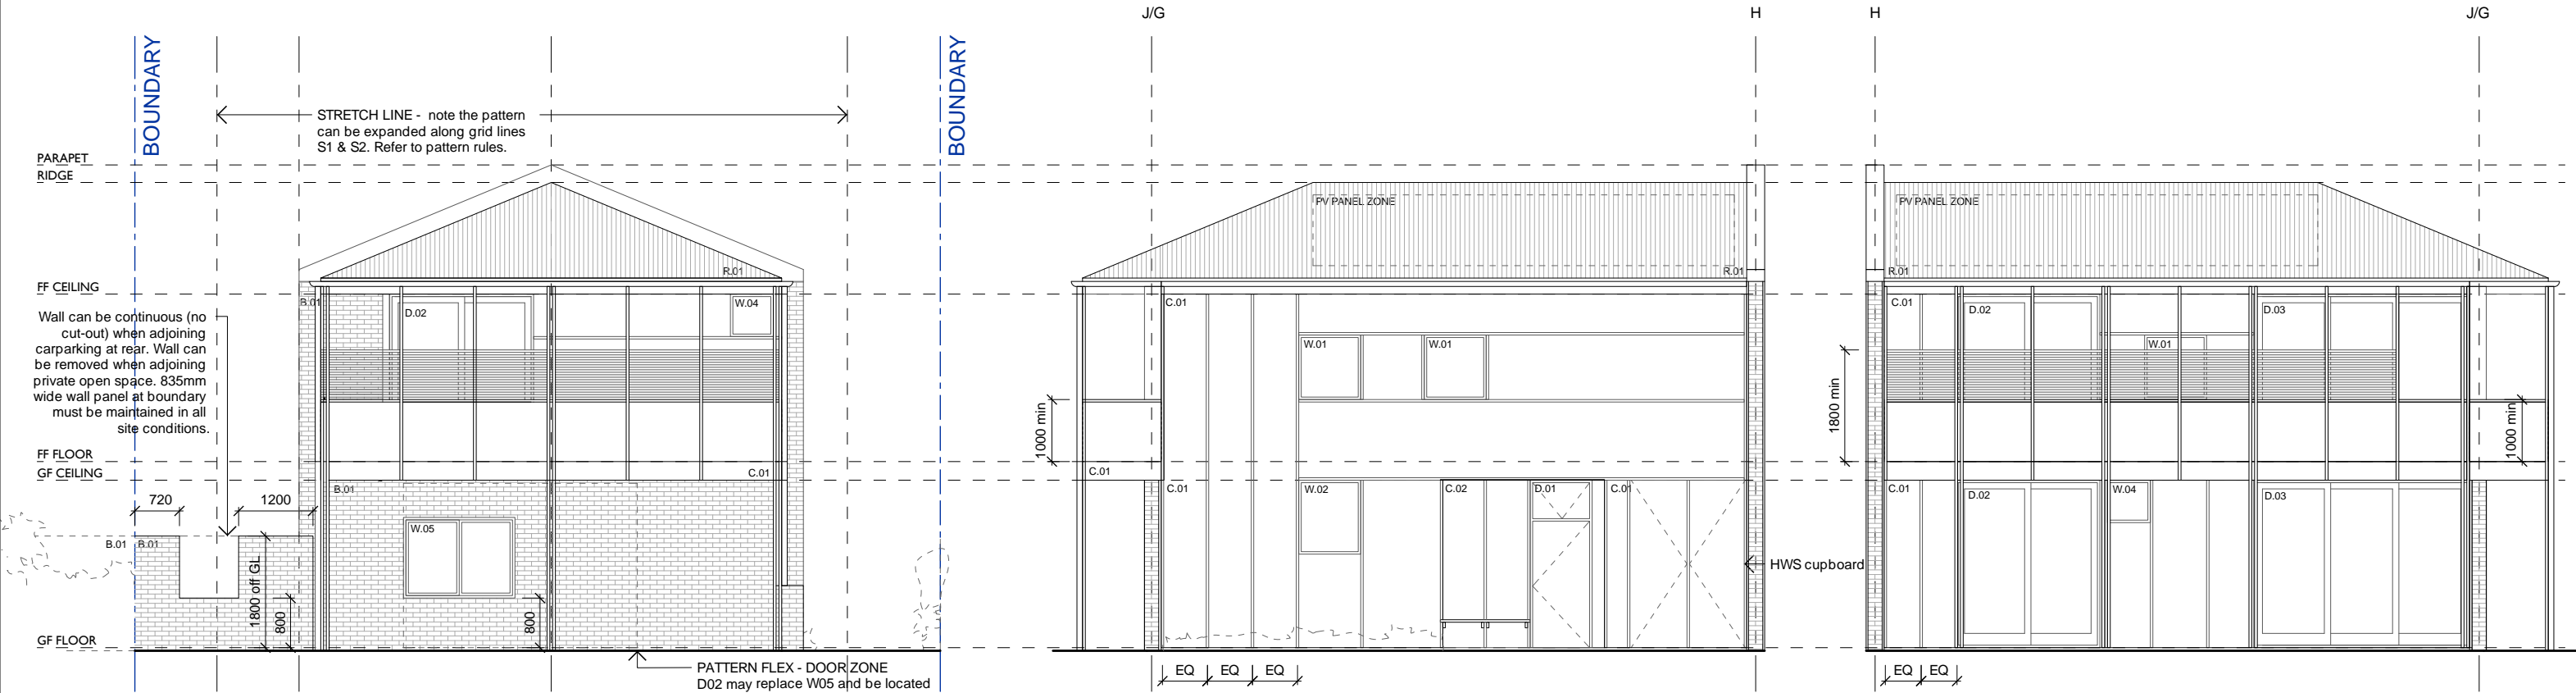 J/G
H
H
J/G
BOUNDARY
BOUNDARY
STRETCH LINE - note the pattern
can be expanded along grid lines
S1 & S2. Refer to pattern rules.
PARAPET
RIDGE
PV PANEL ZONE
PV PANEL ZONE
R.01
R.01
R.01
FF CEILING
B.01
D.02
W.04
C.01
C.01
D.02
D.03
Wall can be continuous (no
cut-out) when adjoining
carparking at rear. Wall can
be removed when adjoining
private open space. 835mm
wide wall panel at boundary
must be maintained in all
site conditions.
W.01
W.01
W.01
1000 min
1800 min
1000 min
FF FLOOR
GF CEILING
C.01
C.01
B.01
C.01
W.02
C.02
D.01
C.01
C.01
D.02
W.04
D.03
720
1200
W.05
B.01
B.01
1800 off GL
800
800
HWS cupboard
GF FLOOR
PATTERN FLEX - DOOR ZONE
D02 may replace W05 and be located
EQ
EQ
EQ
EQ
EQ